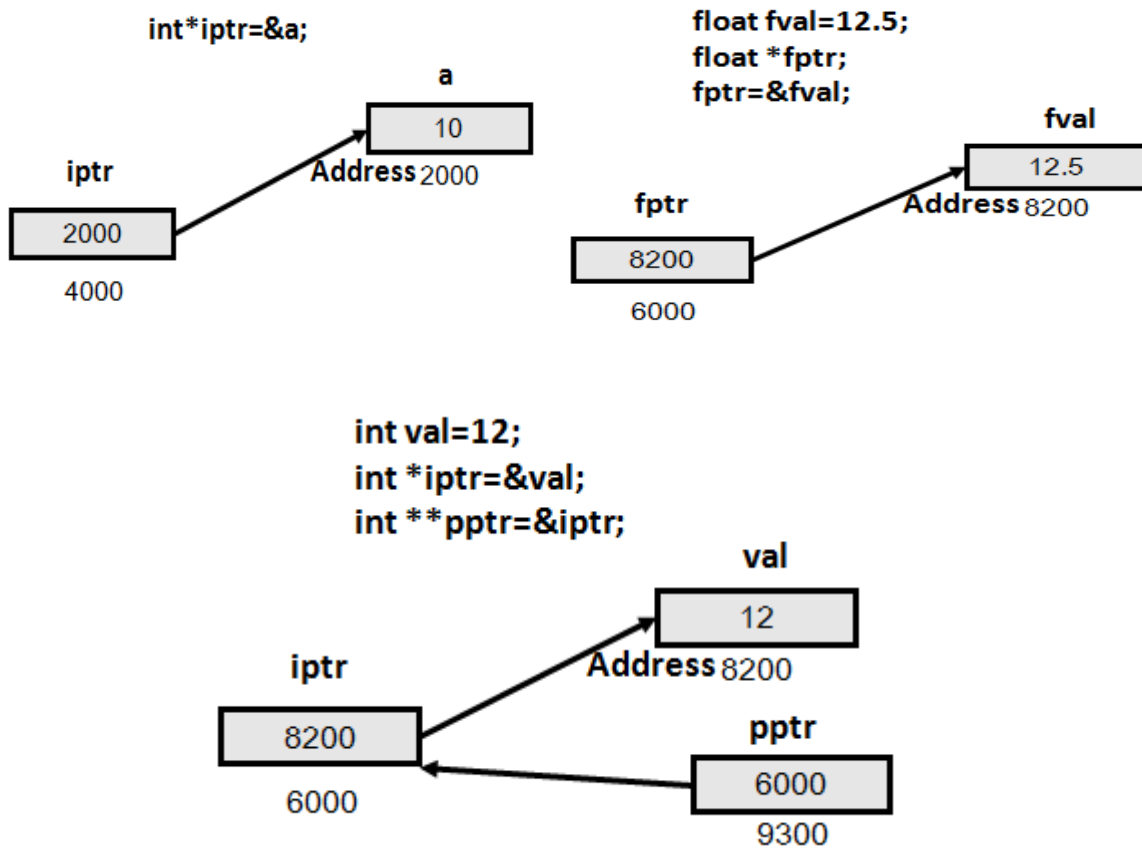 int*iptr=&a;
a
10
Address 2000
iptr
2000
4000
float fval=12.5;
float *fptr;
fptr=&fval;
fval
12.5
Address 8200
fptr
8200
6000
int val=12;
int *iptr=&val;
int **pptr=&iptr;
val
12
Address 8200
iptr
8200
6000
pptr
6000
9300